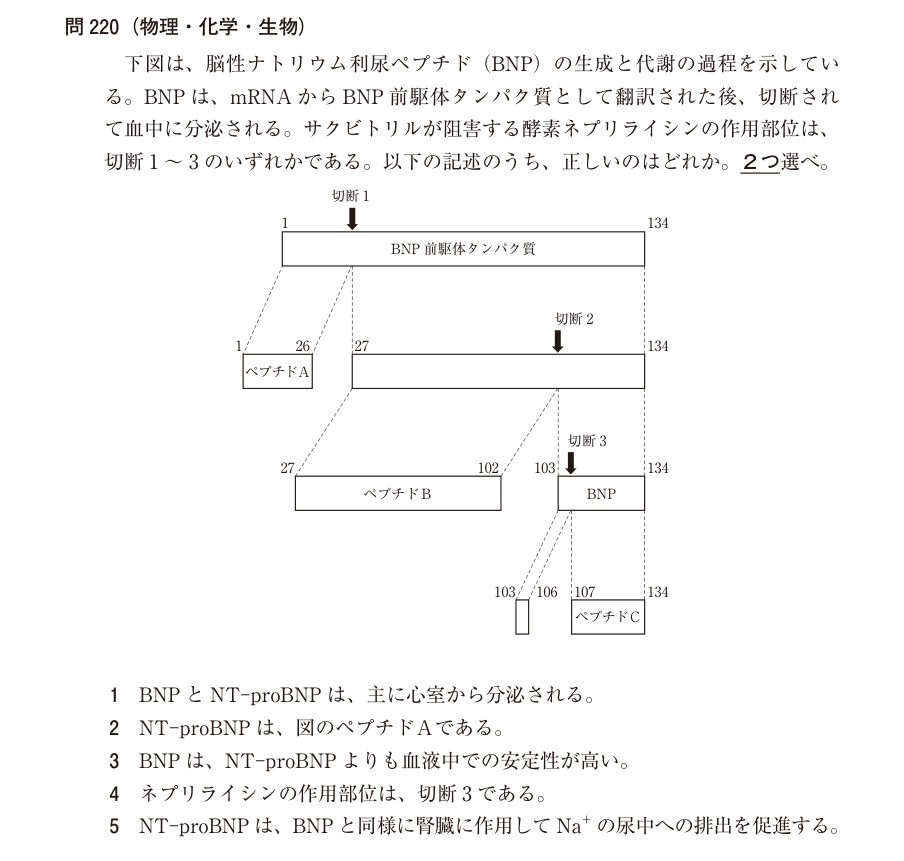 問 220（物理・化学・生物）
下図は、脳性ナトリウム利尿ペプチド（BNP）の生成と代謝の過程を示してい
る。BNP は、mRNA から BNP 前駆体タンパク質として翻訳された後、切断され
て血中に分泌される。サクビトリルが阻害する酵素ネプリライシンの作用部位は、
切断 1 〜 3 のいずれかである。以下の記述のうち、正しいのはどれか。２つ選べ。
切断 1
1 134
BNP 前駆体タンパク質
切断 2
1 26 27 134
ペプチド A
切断 3
27 102 103 134
ペプチド B BNP
103 106 107 134
ペプチド C
1 BNP と NT-proBNP は、主に心室から分泌される。
2 NT-proBNP は、図のペプチド A である。
3 BNP は、NT-proBNP よりも血液中での安定性が高い。
4 ネプリライシンの作用部位は、切断 3 である。
5 NT-proBNP は、BNP と同様に腎臓に作用して Na⁺ の尿中への排出を促進する。